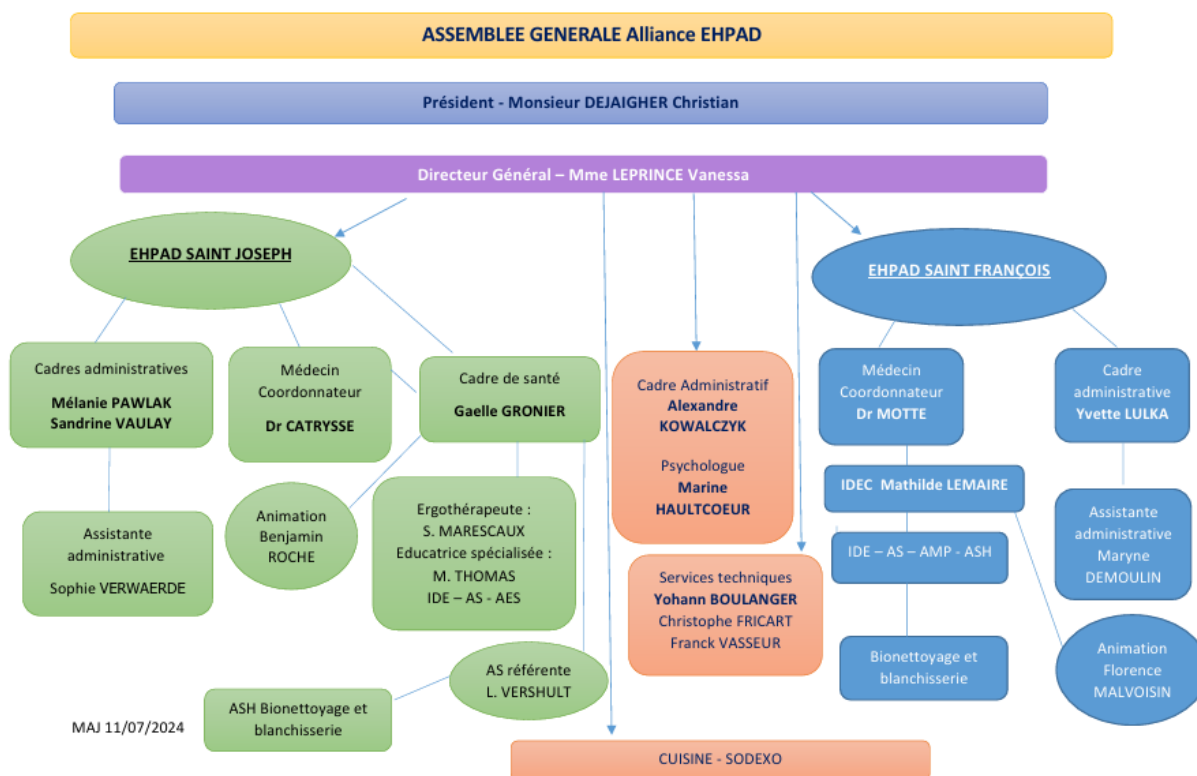 ASSEMBLEE GENERALE Alliance EHPAD
Président - Monsieur DEJAIGHER Christian
Directeur Général – Mme LEPRINCE Vanessa
EHPAD SAINT JOSEPH
EHPAD SAINT FRANÇOIS
Cadres administratives
Mélanie PAWLAK
Sandrine VAULAY
Médecin
Coordonnateur
Dr CATRYSSE
Cadre de santé
Gaelle GRONIER
Cadre Administratif
Alexandre
KOWALCZYK
Psychologue
Marine
HAULTCOEUR
Médecin
Coordonnateur
Dr MOTTE
Cadre
administrative
Yvette LULKA
IDEC Mathilde LEMAIRE
Assistante
administrative
Sophie VERWAERDE
Animation
Benjamin
ROCHE
Ergothérapeute :
S. MARESCAUX
Educatrice spécialisée :
M. THOMAS
IDE – AS - AES
Services techniques
Yohann BOULANGER
Christophe FRICART
Franck VASSEUR
IDE – AS – AMP - ASH
Assistante
administrative
Maryne
DEMOULIN
Bionettoyage et
blanchisserie
Animation
Florence
MALVOISIN
AS référente
L. VERSHULT
ASH Bionettoyage et
blanchisserie
MAJ 11/07/2024
CUISINE - SODEXO